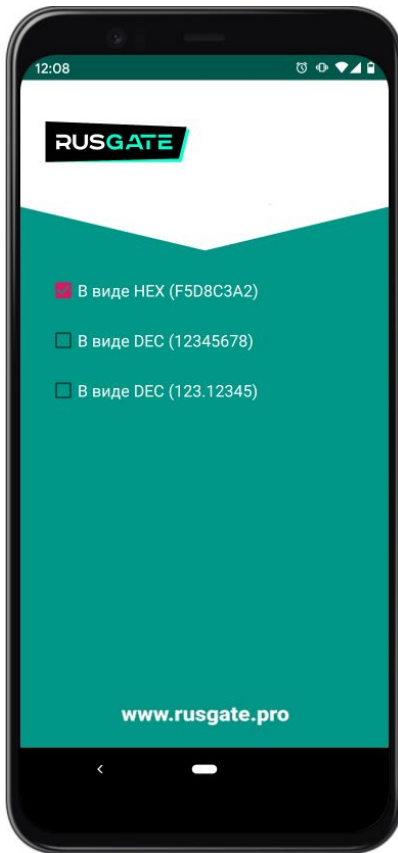 12:08
RUSGATE
В виде HEX (F5D8C3A2)
В виде DEC (12345678)
В виде DEC (123.12345)
www.rusgate.pro